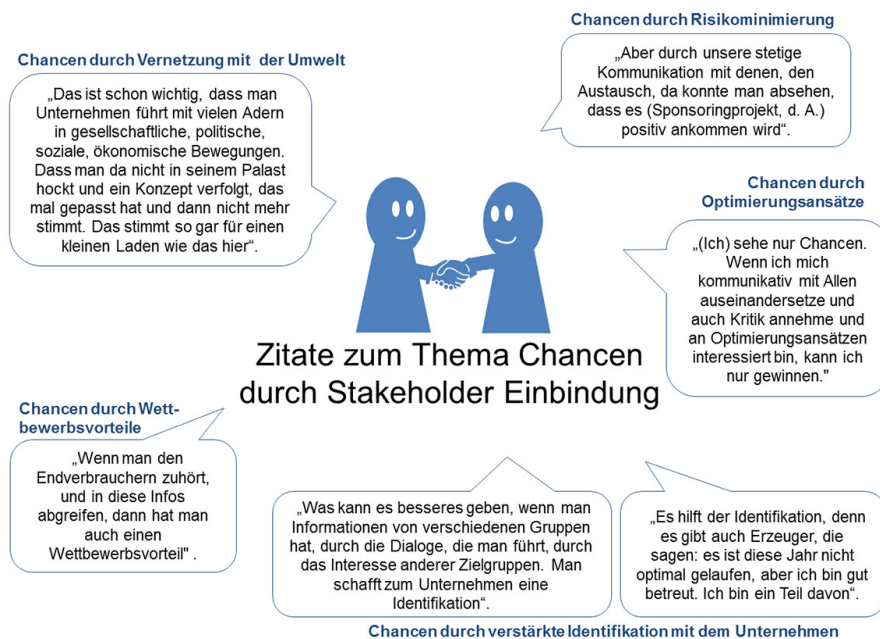 Chancen durch Risikominimierung
„Aber durch unsere stetige
Kommunikation mit denen, den
Austausch, da konnte man absehen,
dass es (Sponsoringprojekt, d. A.)
positiv ankommen wird“.
Chancen durch Vernetzung mit der Umwelt
„Das ist schon wichtig, dass man
Unternehmen führt mit vielen Adern
in gesellschaftliche, politische,
soziale, ökonomische Bewegungen.
Dass man da nicht in seinem Palast
hockt und ein Konzept verfolgt, das
mal gepasst hat und dann nicht mehr
stimmt. Das stimmt so gar für einen
kleinen Laden wie das hier“.
Chancen durch
Optimierungsansätze
„(Ich) sehe nur Chancen.
Wenn ich mich
kommunikativ mit Allen
auseinandersetze und
auch Kritik annehme und
an Optimierungsansätzen
interessiert bin, kann ich
nur gewinnen."
Zitate zum Thema Chancen
durch Stakeholder Einbindung
Chancen durch Wett-
bewerbsvorteile
„Wenn man den
Endverbrauchern zuhört,
und in diese Infos
abgreifen, dann hat man
auch einen
Wettbewerbsvorteil" .
„Was kann es besseres geben, wenn man
Informationen von verschiedenen Gruppen
hat, durch die Dialoge, die man führt, durch
das Interesse anderer Zielgruppen. Man
schafft zum Unternehmen eine
Identifikation“.
„Es hilft der Identifikation, denn
es gibt auch Erzeuger, die
sagen: es ist diese Jahr nicht
optimal gelaufen, aber ich bin gut
betreut. Ich bin ein Teil davon“.
Chancen durch verstärkte Identifikation mit dem Unternehmen